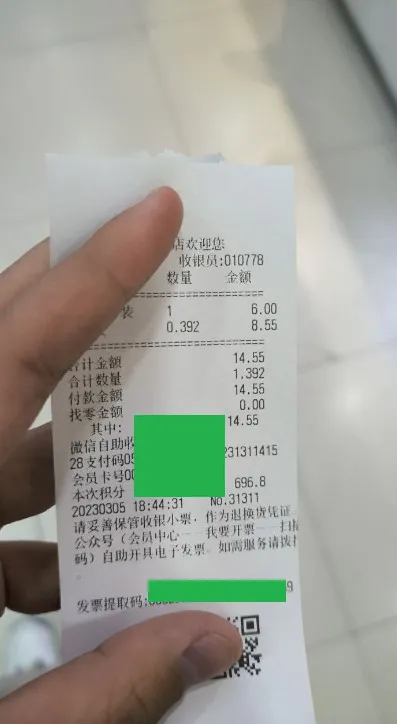 店欢迎您
收银员:010778
数量 金额
装 1 6.00
0.392 8.55
合计金额 14.55
合计数量 1.392
付款金额 14.55
找零金额 0.00
其中: 14.55
微信自助收
28支付码05 231311415
会员卡号00
本次积分 696.8
20230305 18:44:31 No.31311
请妥善保管收银小票，作为退换货凭证
公众号（会员中心——我要开票——扫描
码）自助开具电子发票。如需服务请拨打
。
发票提取码: